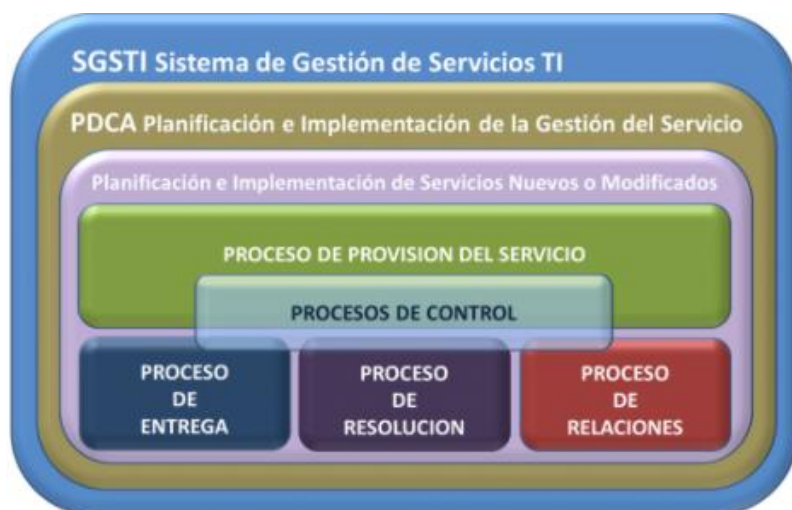 SGSTI Sistema de Gestión de Servicios TI
PDCA Planificación e Implementación de la Gestión del Servicio
Planificación e Implementación de Servicios Nuevos o Modificados
PROCESO DE PROVISION DEL SERVICIO
PROCESOS DE CONTROL
PROCESO
DE
ENTREGA
PROCESO
DE
RESOLUCION
PROCESO
DE
RELACIONES